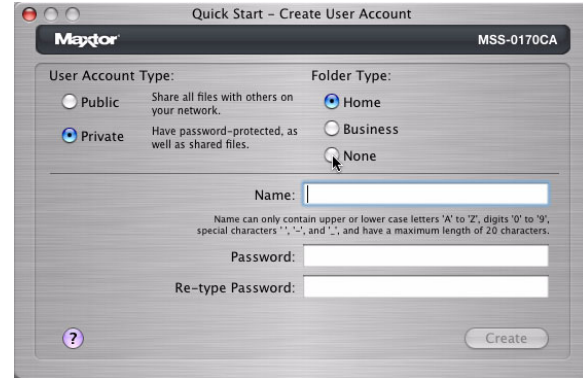 Quick Start – Create User Account
Maxtor
MSS-0170CA
User Account Type:
Folder Type:
Public
Share all files with others on
your network.
Home
Private
Have password-protected, as
well as shared files.
Business
None
Name:
Name can only contain upper or lower case letters 'A' to 'Z', digits '0' to '9',
special characters ' ', '-', and '_', and have a maximum length of 20 characters.
Password:
Re-type Password:
?
Create